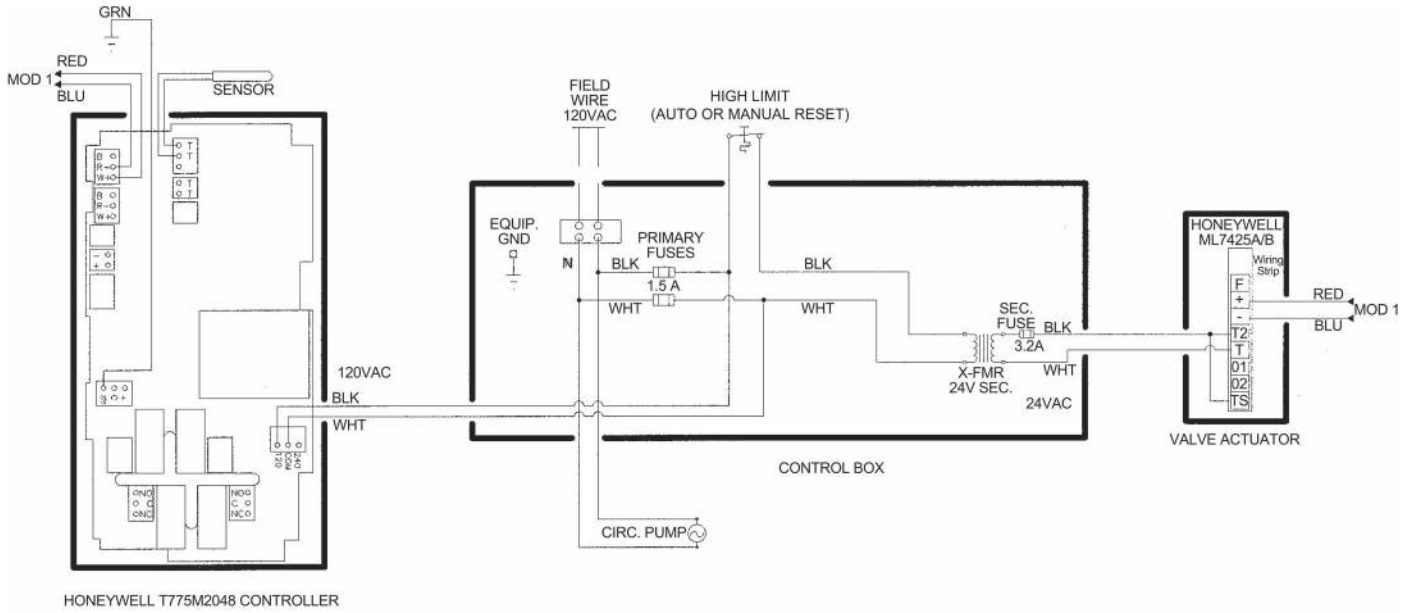 GRN
RED
MOD 1
BLU
SENSOR
FIELD
WIRE
120VAC
HIGH LIMIT
(AUTO OR MANUAL RESET)
B
R-
W+
B
R-
W+
T
T
T
T
-
+
EQUIP.
GND
N
PRIMARY
FUSES
BLK
1.5 A
WHT
BLK
WHT
SEC.
FUSE
3.2A
BLK
WHT
X-FMR
24V SEC.
24VAC
HONEYWELL
ML7425A/B
Wiring
Strip
F
+
-
T2
T
01
02
TS
RED
MOD 1
BLU
VALVE ACTUATOR
120VAC
BLK
WHT
120
COM
240
NO
C
NC
NO
C
NC
CONTROL BOX
CIRC. PUMP
HONEYWELL T775M2048 CONTROLLER